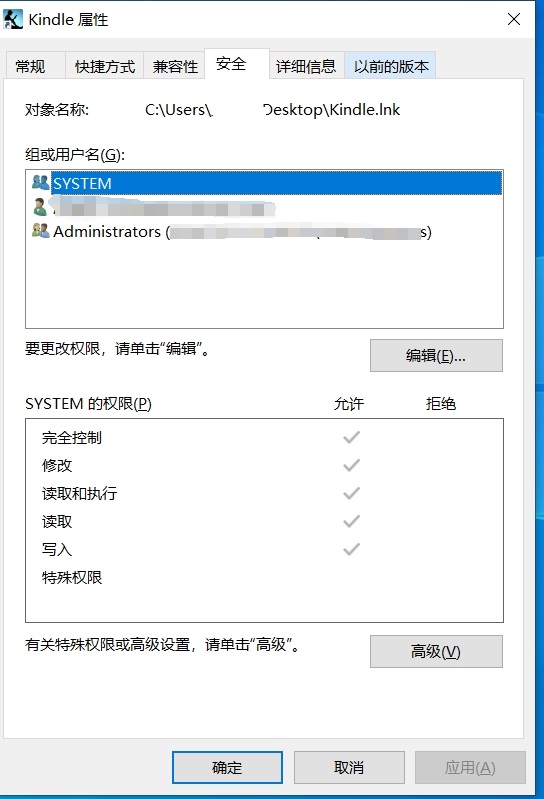 Kindle 属性
常规 快捷方式 兼容性 安全 详细信息 以前的版本
对象名称: C:\Users\ Desktop\Kindle.lnk
组或用户名(G):
SYSTEM
Administrators ( s)
要更改权限，请单击“编辑”。 编辑(E)...
SYSTEM 的权限(P) 允许 拒绝
完全控制
修改
读取和执行
读取
写入
特殊权限
有关特殊权限或高级设置，请单击“高级”。 高级(V)
确定 取消 应用(A)